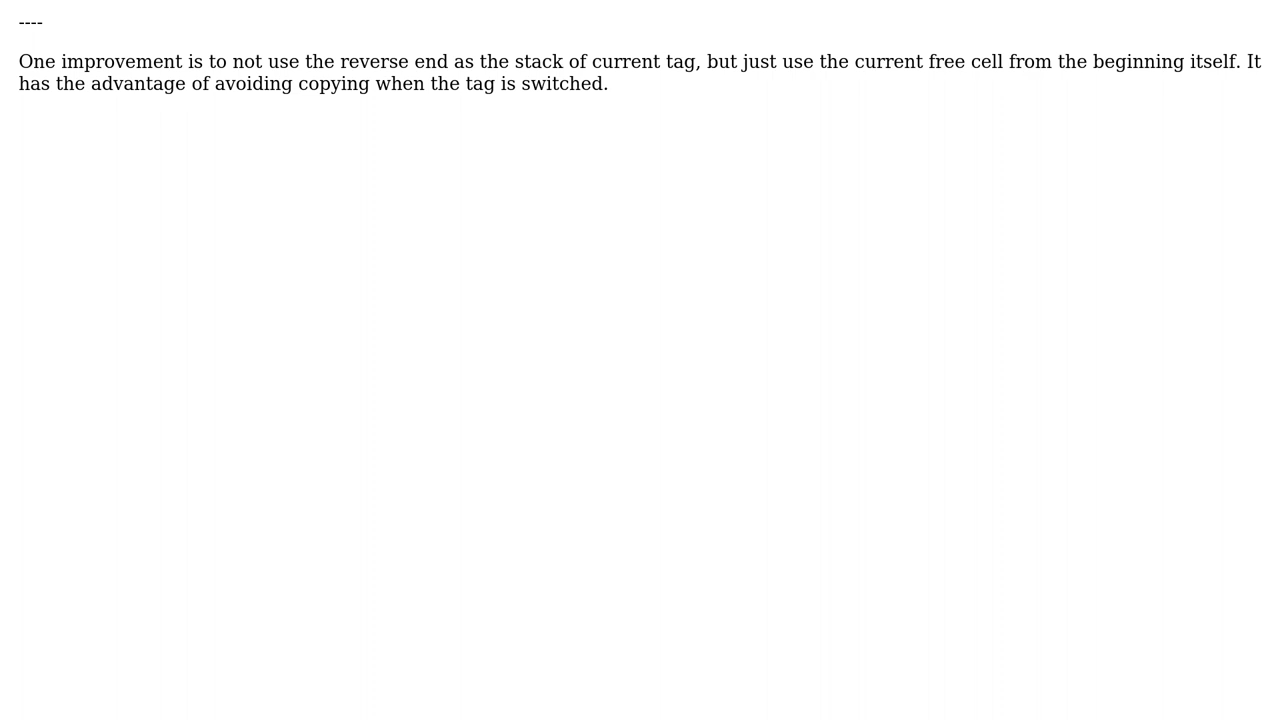 ----
One improvement is to not use the reverse end as the stack of current tag, but just use the current free cell from the beginning itself. It
has the advantage of avoiding copying when the tag is switched.